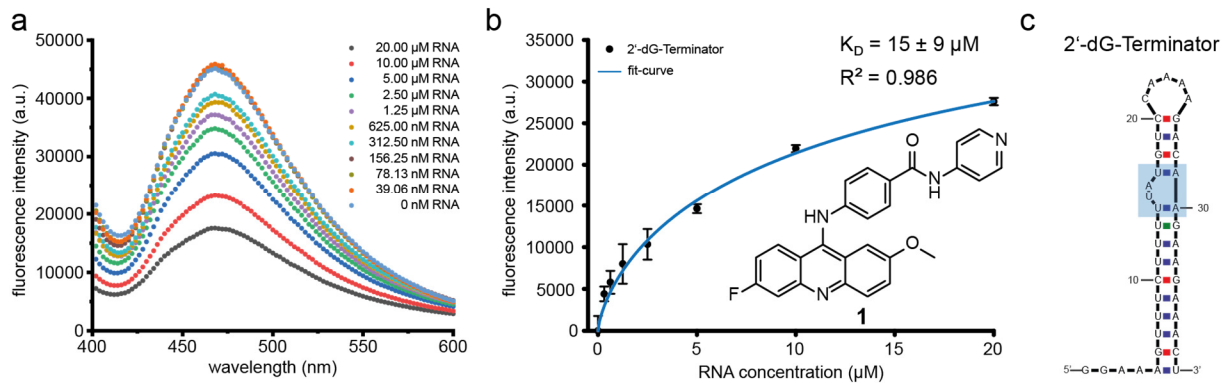 a
50000
40000
30000
20000
10000
0
fluorescence intensity (a.u.)
400
450
500
550
600
wavelength (nm)
20.00 µM RNA
10.00 µM RNA
5.00 µM RNA
2.50 µM RNA
1.25 µM RNA
625.00 nM RNA
312.50 nM RNA
156.25 nM RNA
78.13 nM RNA
39.06 nM RNA
0 nM RNA
b
35000
30000
25000
20000
15000
10000
5000
0
fluorescence intensity (a.u.)
0
5
10
15
20
RNA concentration (µM)
2'-dG-Terminator
fit-curve
K_D = 15 ± 9 µM
R² = 0.986
N
O
N
H
HN
O
F
N
1
c
2'-dG-Terminator
A A
C A
C A
20
C G
30
10
5' G G A A A A U 3'